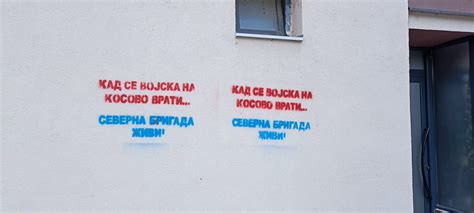 КАД СЕ ВОЈСКА НА
КОСОВО ВРАТИ...
СЕВЕРНА БРИГАДА
ЖИВИ!
КАД СЕ ВОЈСКА НА
КОСОВО ВРАТИ...
СЕВЕРНА БРИГАДА
ЖИВИ!